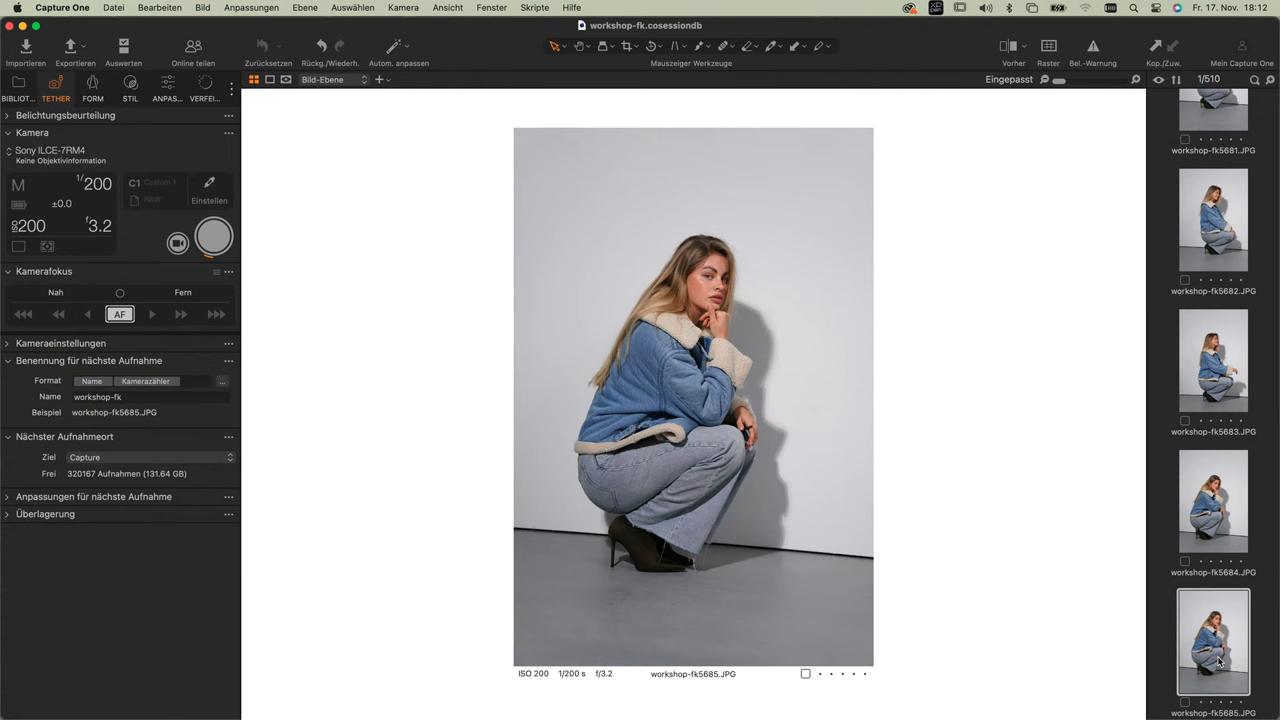 Capture One Datei Bearbeiten Bild Anpassungen Ebene Auswählen Kamera Ansicht Fenster Skripte Hilfe Fr. 17. Nov. 18:12
workshop-fk.cosessiondb
Importieren Exportieren Auswerten Online teilen Zurücksetzen Rückg./Wiederh. Autom. anpassen Mauszeiger Werkzeuge Vorher Raster Bel.-Warnung Kop./Zuw. Mein Capture One
Bild-Ebene Eingepasst 1/510
BIBLIOT... TETHER FORM STIL ANPAS... VERFEI...
Belichtungsbeurteilung
Kamera
Sony ILCE-7RM4
Keine Objektivinformation
M 1/200 C1 Custom 1
±0.0 RAW Einstellen
ISO 200 f3.2
Kamerafokus
Nah Fern
AF
Kameraeinstellungen
Benennung für nächste Aufnahme
Format Name Kamerazähler ...
Name workshop-fk
Beispiel workshop-fk5685.JPG
Nächster Aufnahmeort
Ziel Capture
Frei 320167 Aufnahmen (131.64 GB)
Anpassungen für nächste Aufnahme
Überlagerung
ISO 200 1/200 s f/3.2 workshop-fk5685.JPG
workshop-fk5681.JPG
workshop-fk5682.JPG
workshop-fk5683.JPG
workshop-fk5684.JPG
workshop-fk5685.JPG